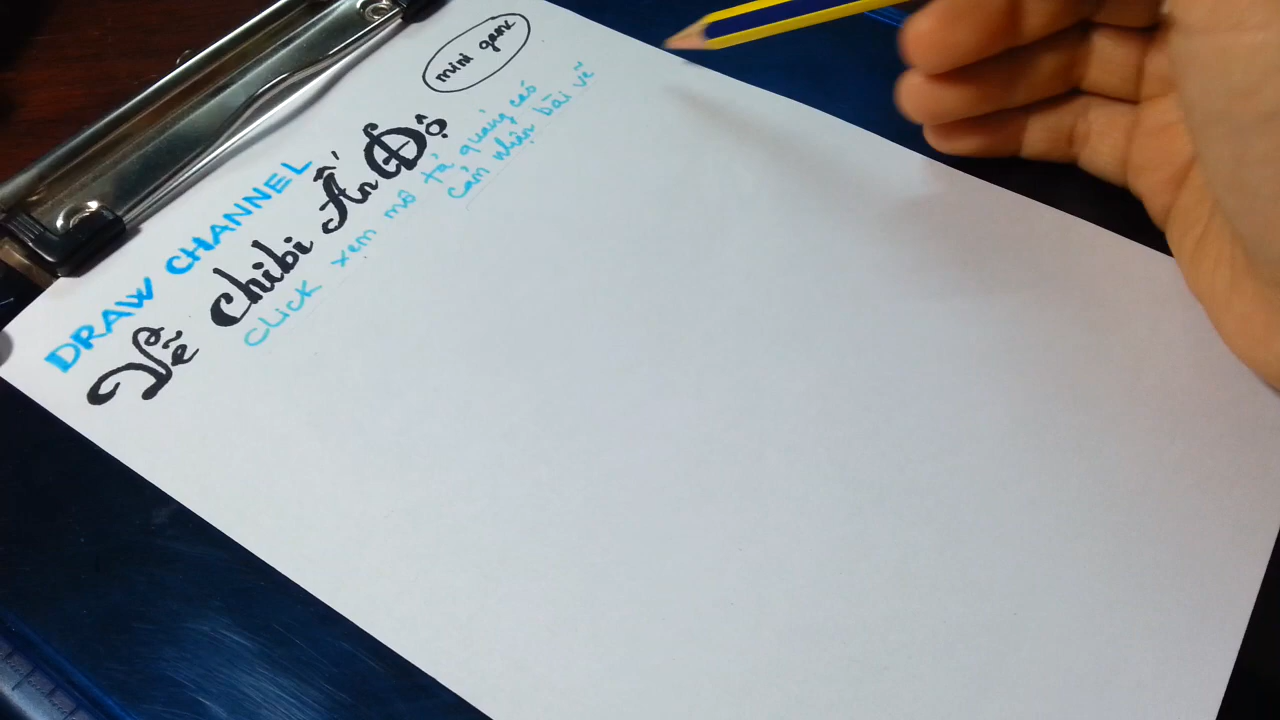 mini game
DRAW CHANNEL
Vẽ chibi Ấn Độ
CLICK xem mô tả quảng cáo
cảm nhận bài vẽ